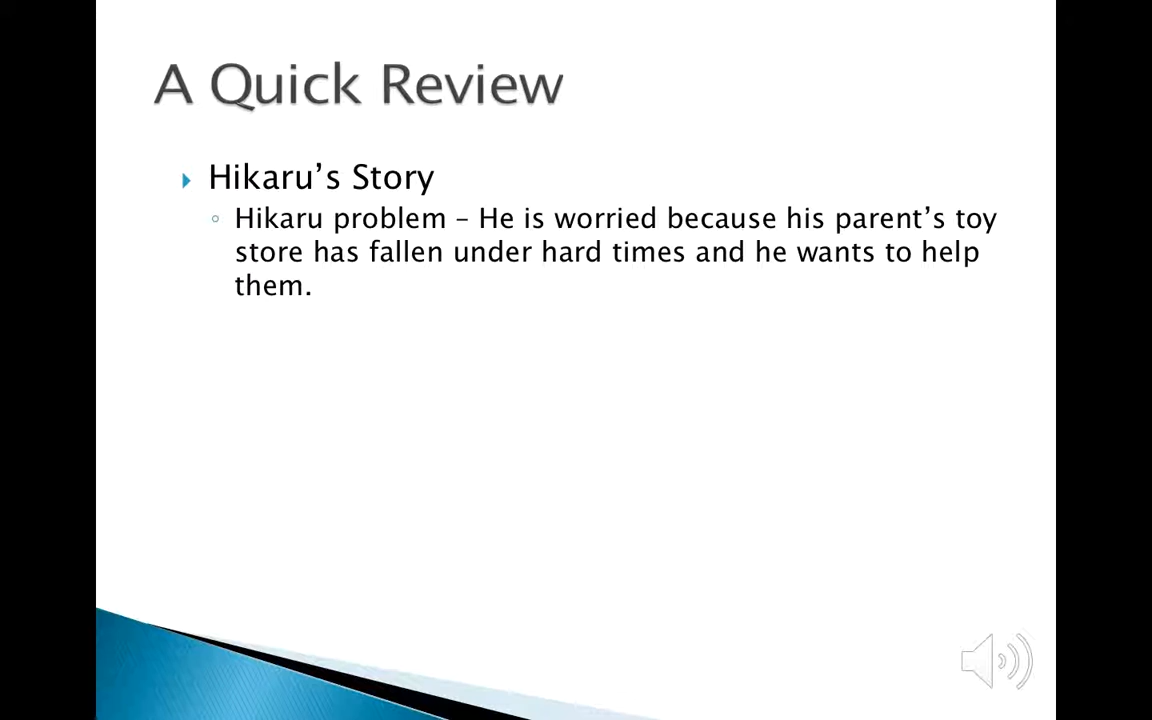 A Quick Review
Hikaru’s Story
Hikaru problem – He is worried because his parent’s toy
store has fallen under hard times and he wants to help
them.